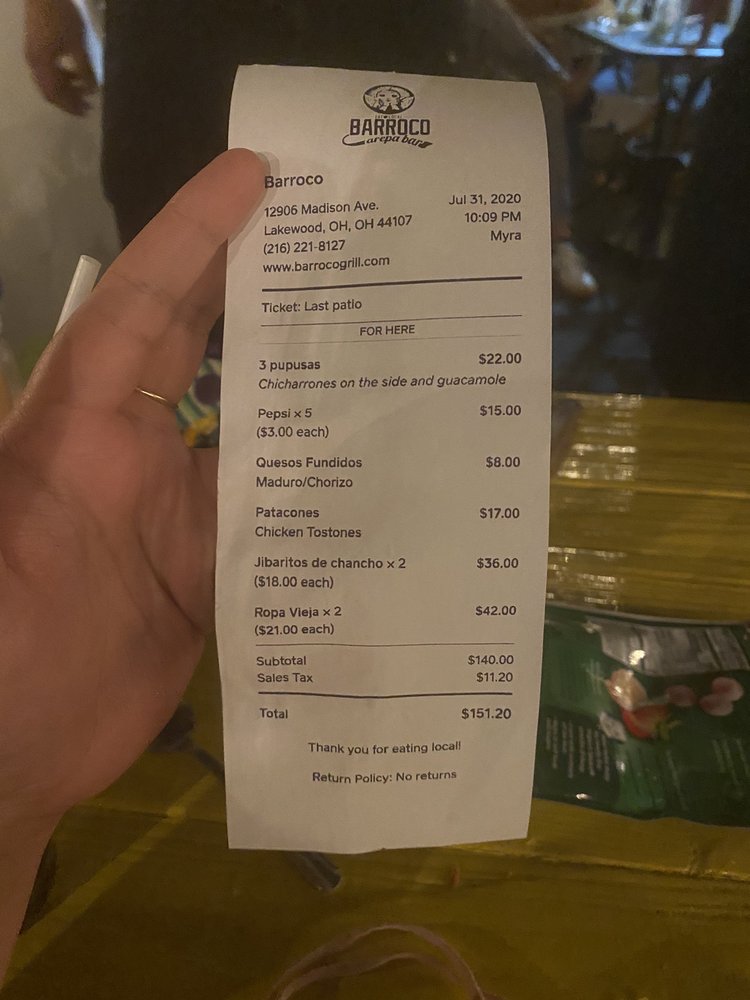 EAT LOCAL
BARROCO
arepa bar
Barroco
12906 Madison Ave.
Lakewood, OH, OH 44107
(216) 221-8127
www.barrocogrill.com
Jul 31, 2020
10:09 PM
Myra
Ticket: Last patio
FOR HERE
3 pupusas $22.00
Chicharrones on the side and guacamole
Pepsi x 5 $15.00
($3.00 each)
Quesos Fundidos $8.00
Maduro/Chorizo
Patacones $17.00
Chicken Tostones
Jibaritos de chancho x 2 $36.00
($18.00 each)
Ropa Vieja x 2 $42.00
($21.00 each)
Subtotal $140.00
Sales Tax $11.20
Total $151.20
Thank you for eating local!
Return Policy: No returns